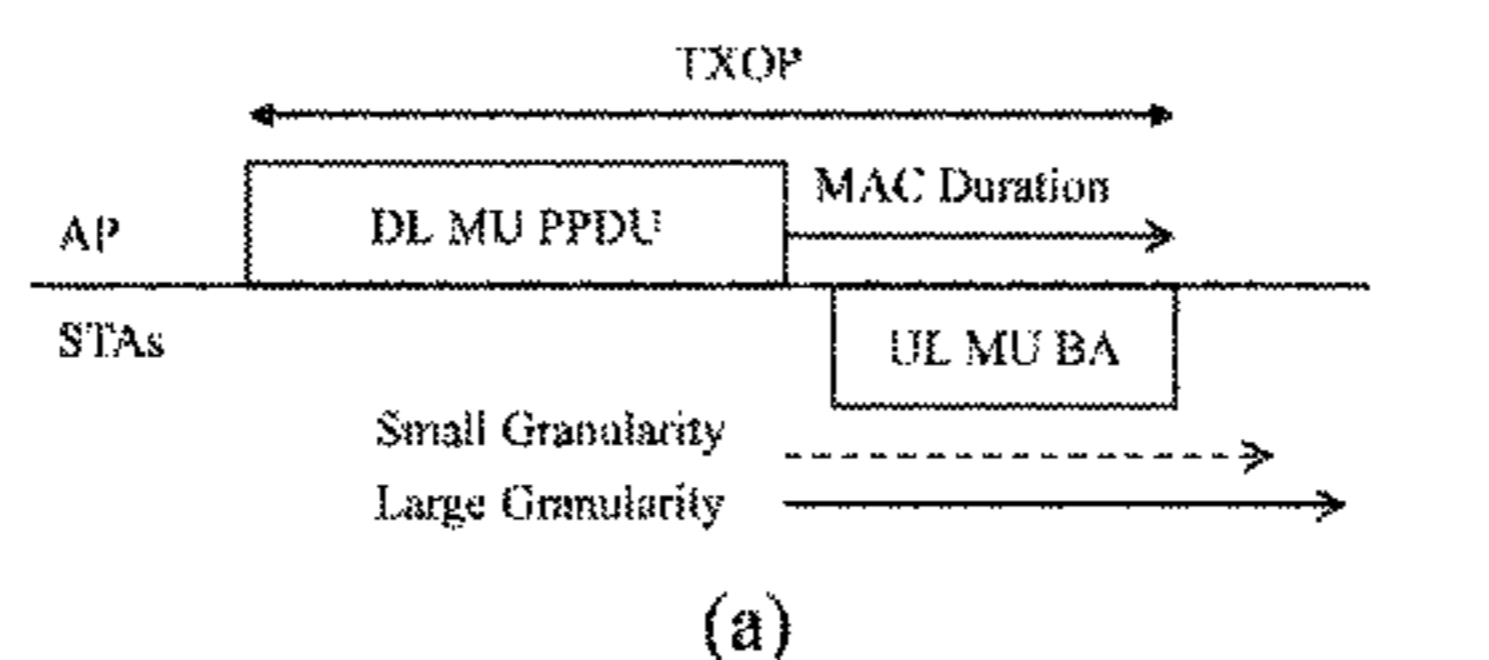 TXOP
MAC Duration
AP
DL MU PPDU
STAs
UL MU BA
Small Granularity
Large Granularity
(a)